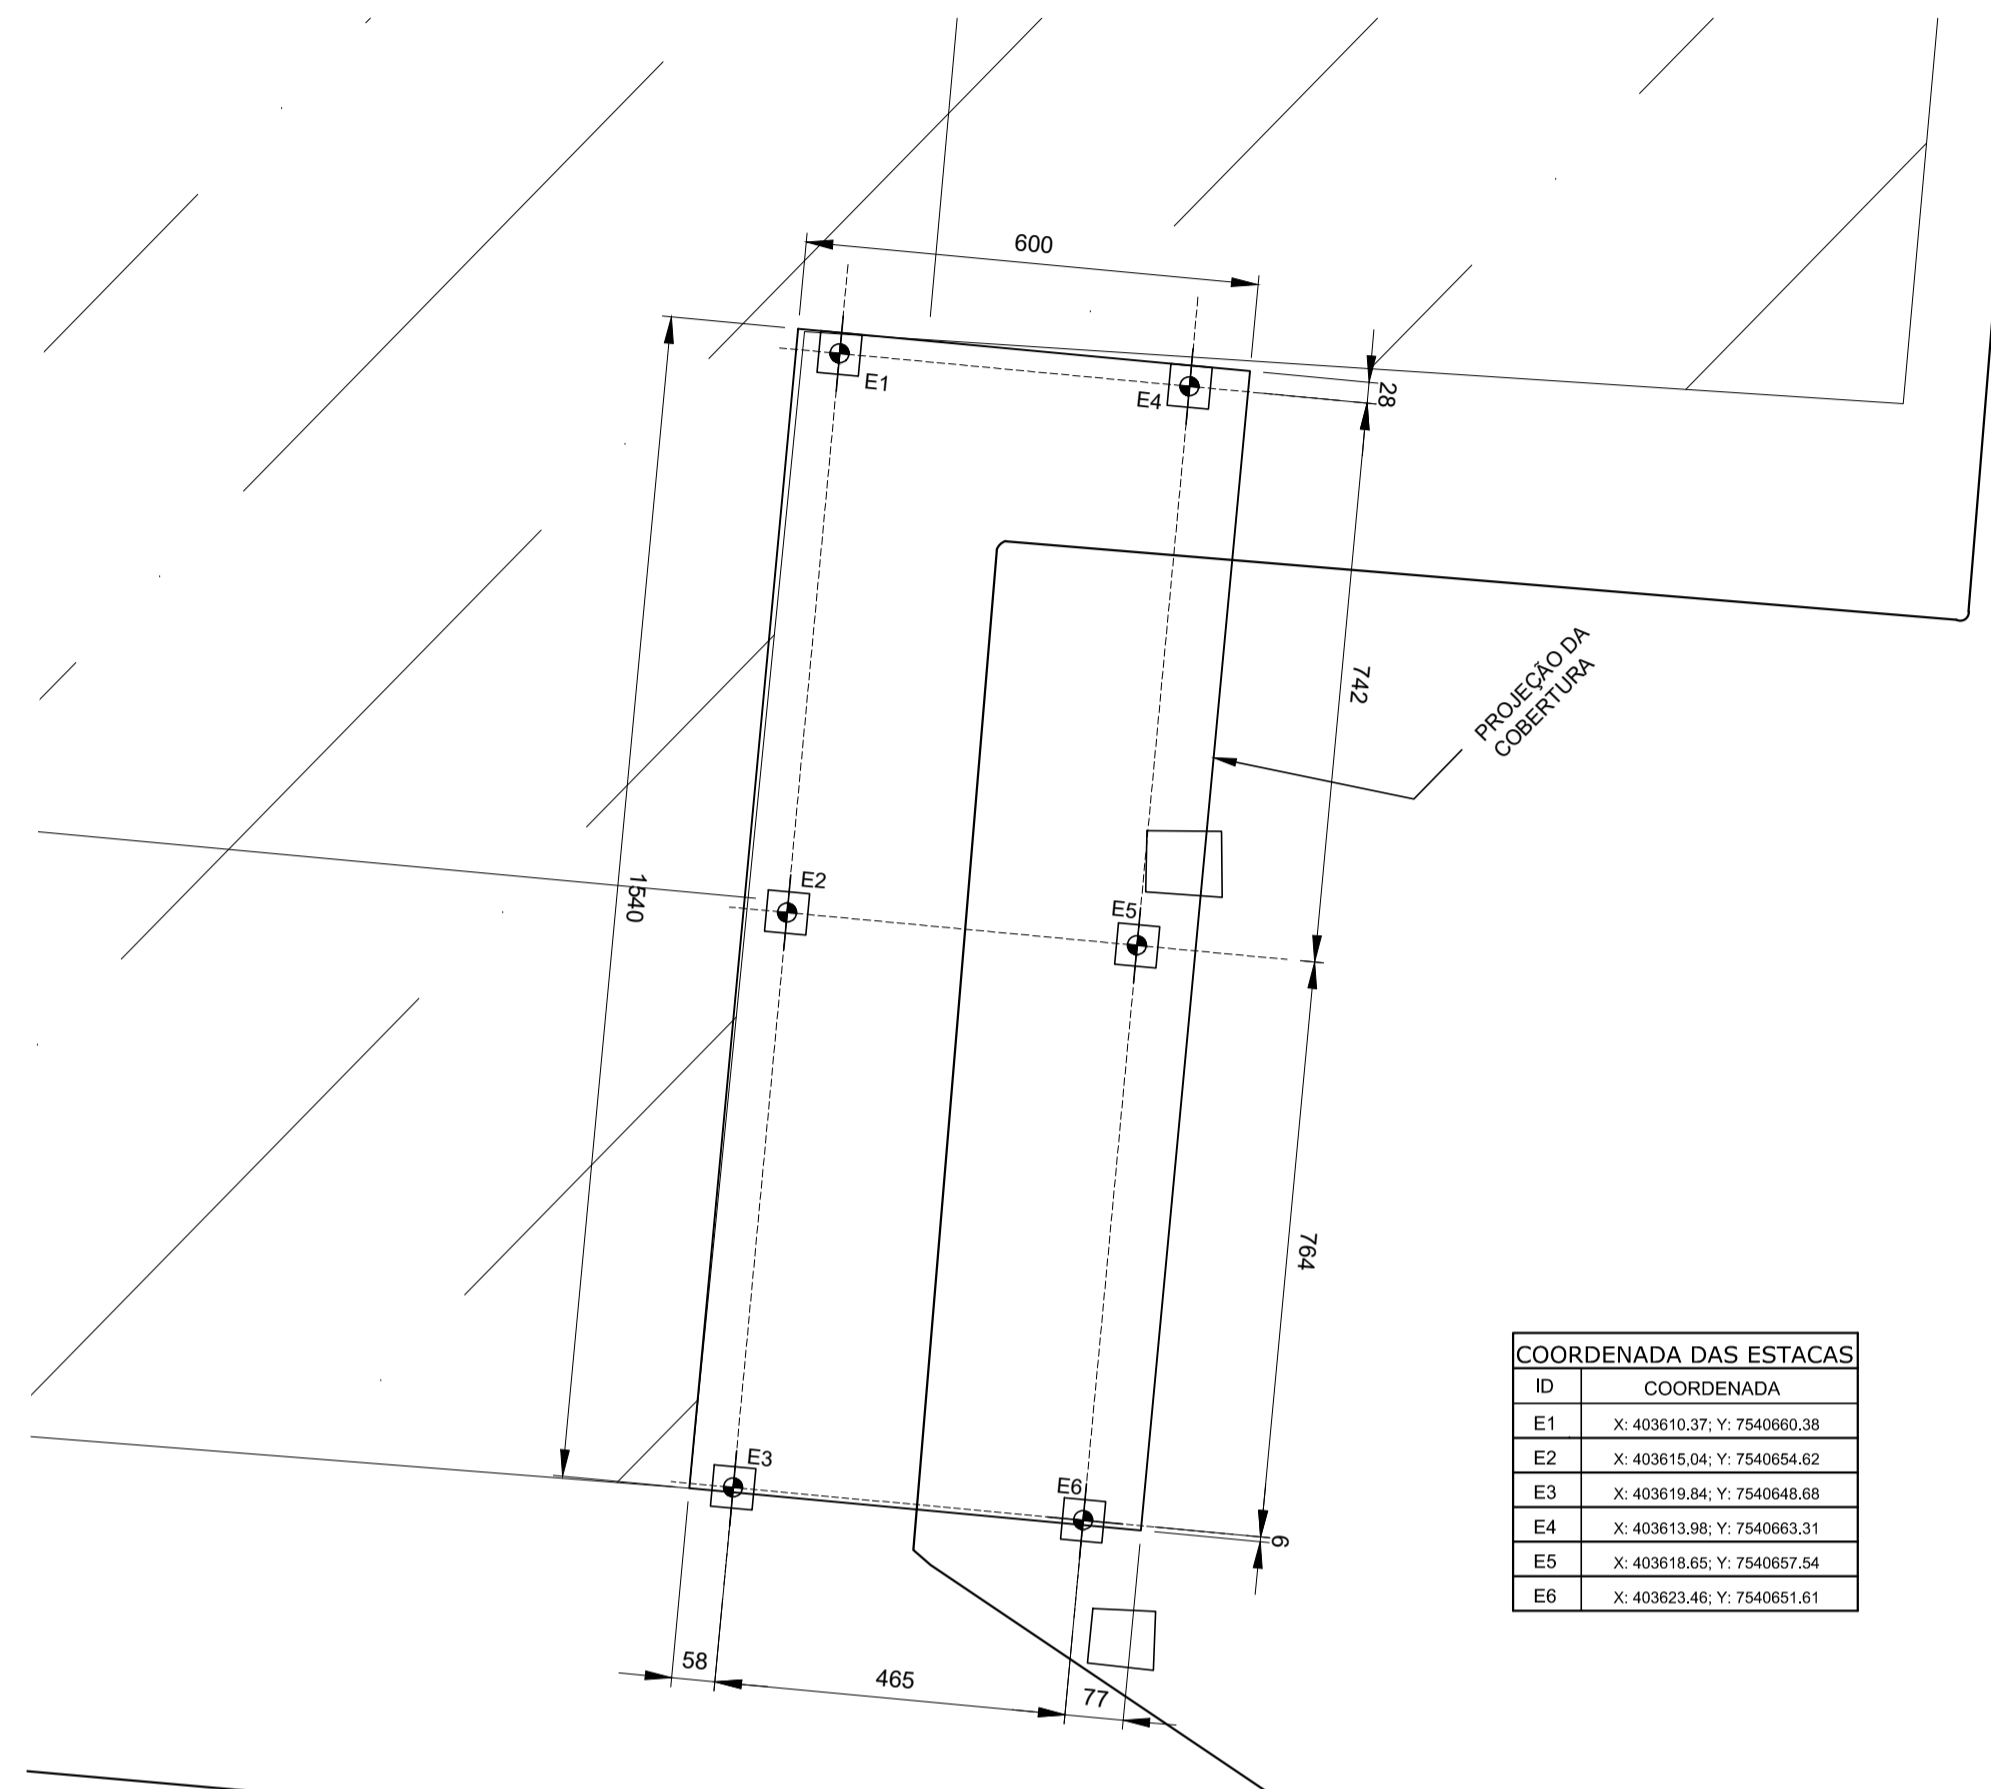 600
E1
E4
28
742
PROJEÇÃO DA
COBERTURA
1540
E2
E5
764
E3
E6
6
58
465
77
COORDENADA DAS ESTACAS
ID COORDENADA
E1 X: 403610.37; Y: 7540660.38
E2 X: 403615,04; Y: 7540654.62
E3 X: 403619.84; Y: 7540648.68
E4 X: 403613.98; Y: 7540663.31
E5 X: 403618.65; Y: 7540657.54
E6 X: 403623.46; Y: 7540651.61